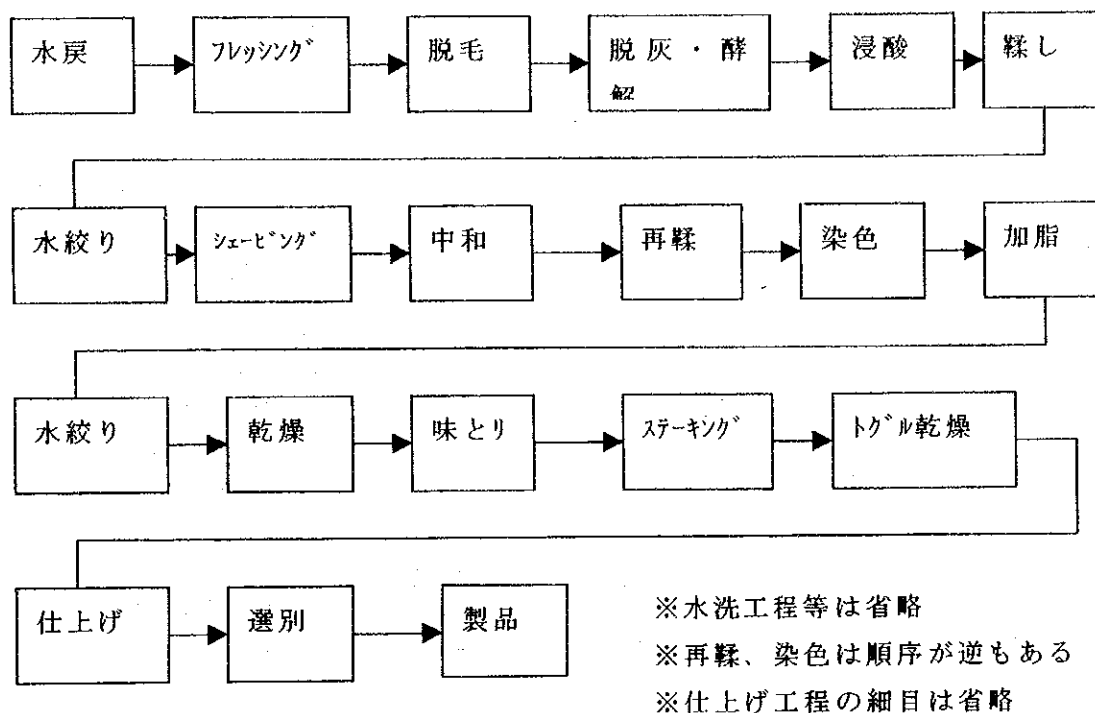 水戻
フレッシング
脱毛
脱灰・酵
解
浸酸
鞣し
水絞り
シェービング
中和
再鞣
染色
加脂
水絞り
乾燥
味とり
ステーキング
トグル乾燥
仕上げ
選別
製品
※水洗工程等は省略
※再鞣、染色は順序が逆もある
※仕上げ工程の細目は省略